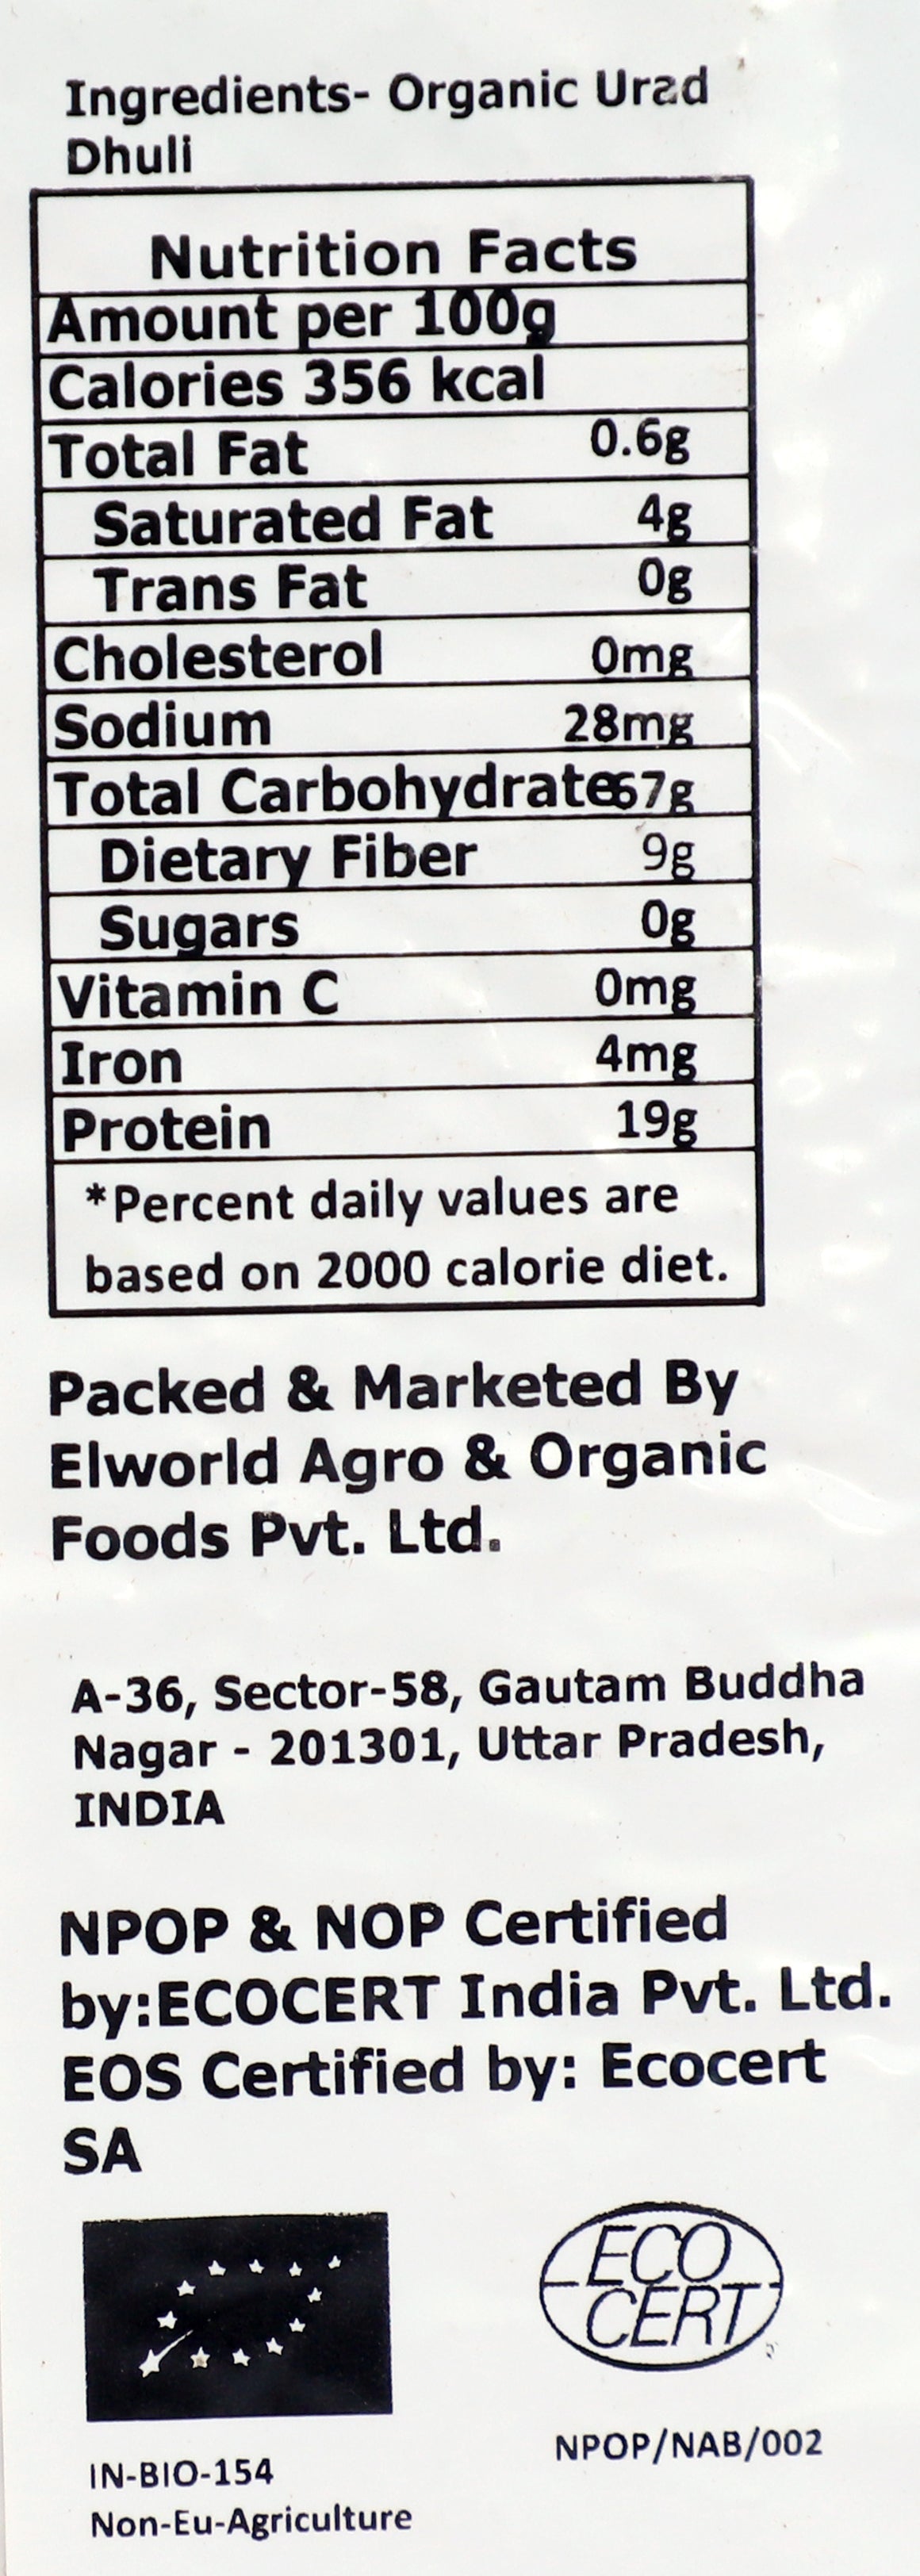 Ingredients- Organic Urad
Dhuli
Nutrition Facts
Amount per 100g
Calories 356 kcal
Total Fat 0.6g
Saturated Fat 4g
Trans Fat 0g
Cholesterol 0mg
Sodium 28mg
Total Carbohydrates 67g
Dietary Fiber 9g
Sugars 0g
Vitamin C 0mg
Iron 4mg
Protein 19g
*Percent daily values are
based on 2000 calorie diet.
Packed & Marketed By
Elworld Agro & Organic
Foods Pvt. Ltd.
A-36, Sector-58, Gautam Buddha
Nagar - 201301, Uttar Pradesh,
INDIA
NPOP & NOP Certified
by:ECOCERT India Pvt. Ltd.
EOS Certified by: Ecocert
SA
ECO
CERT
NPOP/NAB/002
IN-BIO-154
Non-Eu-Agriculture